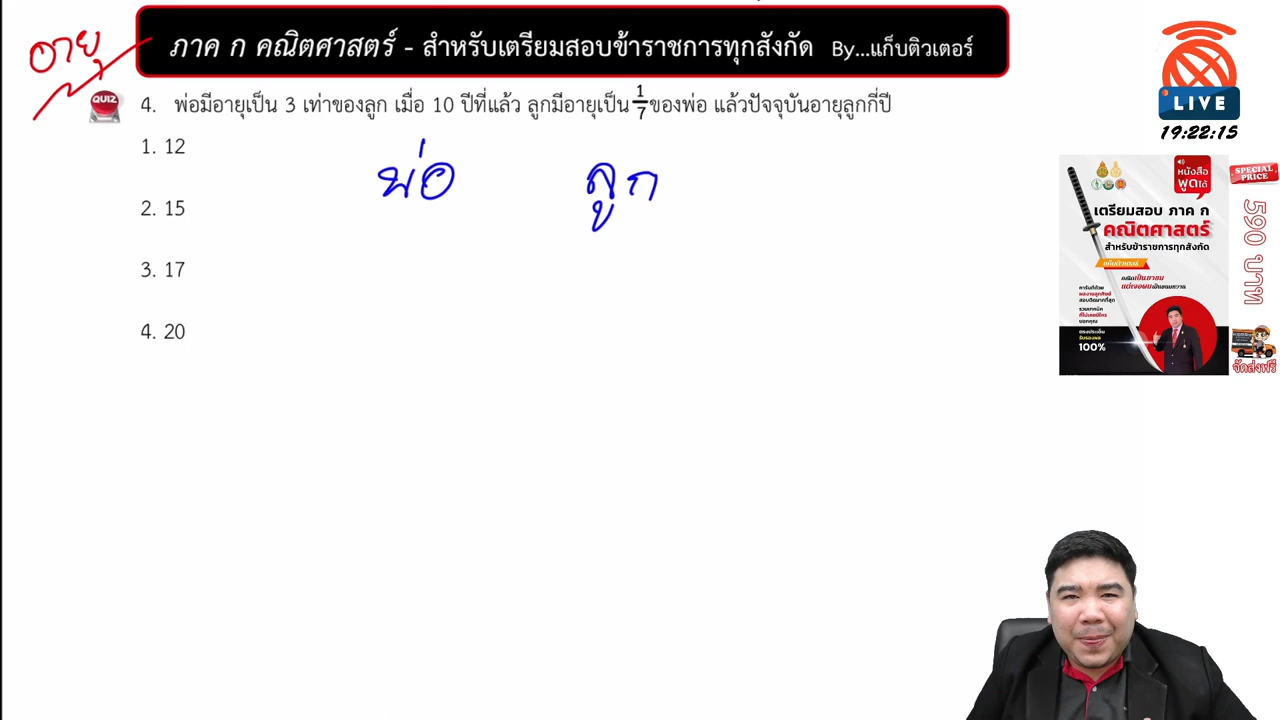 อายุ
ภาค ก คณิตศาสตร์ - สำหรับเตรียมสอบข้าราชการทุกสังกัด By...แก็บติวเตอร์
QUIZ
4. พ่อมีอายุเป็น 3 เท่าของลูก เมื่อ 10 ปีที่แล้ว ลูกมีอายุเป็น 1/7 ของพ่อ แล้วปัจจุบันอายุลูกกี่ปี
1. 12
2. 15
3. 17
4. 20
พ่อ ลูก
LIVE
19:22:15
หนังสือ
พูดได้
เตรียมสอบ ภาค ก
คณิตศาสตร์
สำหรับข้าราชการทุกสังกัด
แก็บติวเตอร์
100%
SPECIAL
PRICE
590 บาท
จัดส่งฟรี